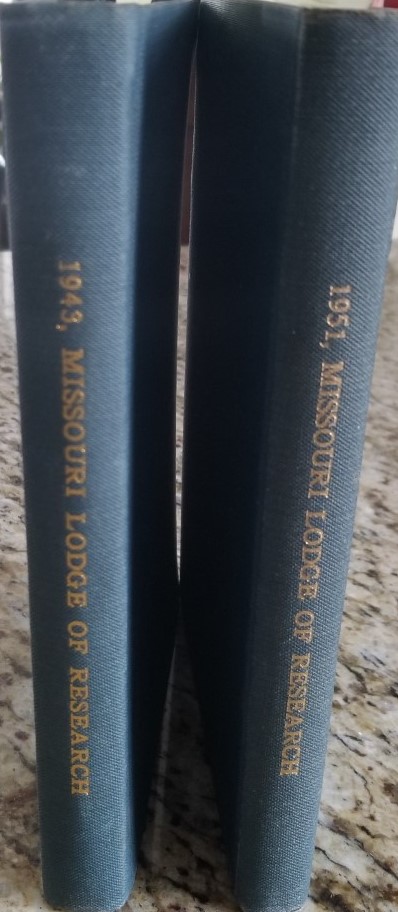 1943, MISSOURI LODGE OF RESEARCH
1951, MISSOURI LODGE OF RESEARCH